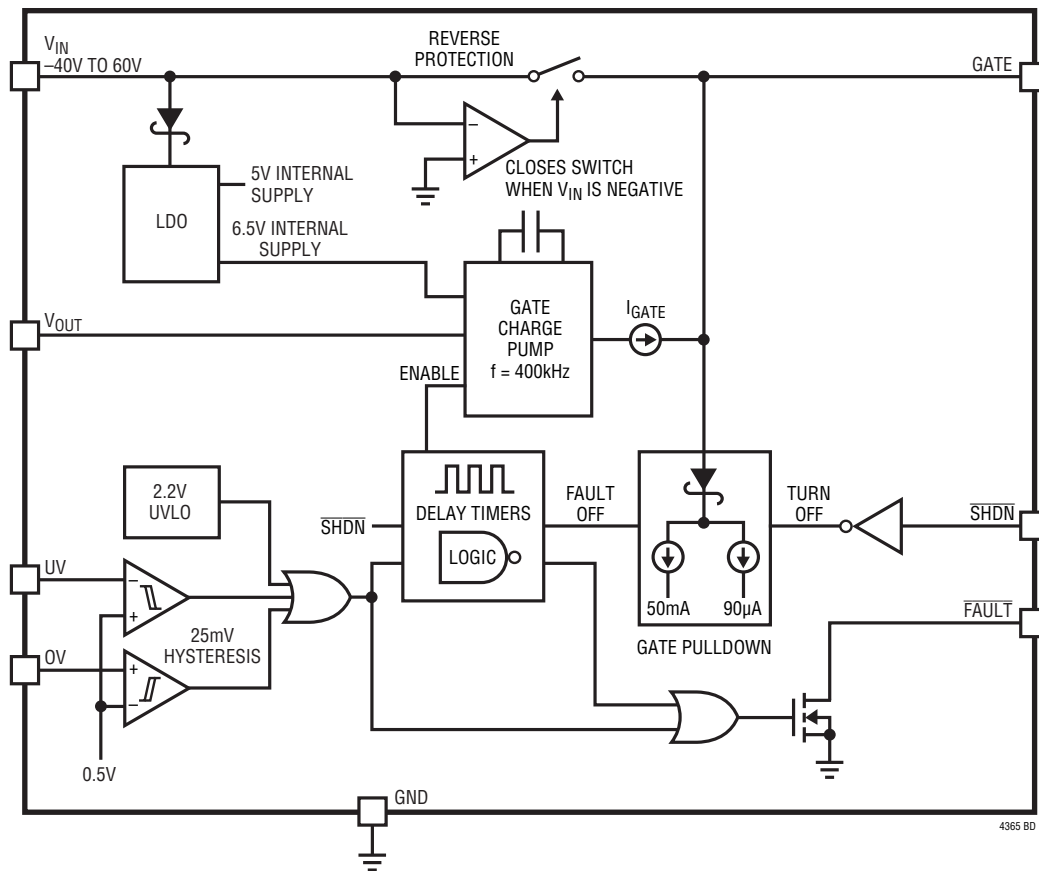 VIN
–40V TO 60V
REVERSE
PROTECTION
GATE
–
+
CLOSES SWITCH
WHEN VIN IS NEGATIVE
LDO
5V INTERNAL
SUPPLY
6.5V INTERNAL
SUPPLY
VOUT
GATE
CHARGE
PUMP
f = 400kHz
IGATE
ENABLE
2.2V
UVLO
SHDN
DELAY TIMERS
LOGIC
FAULT
OFF
TURN
OFF
SHDN
50mA
90µA
GATE PULLDOWN
FAULT
UV
–
+
25mV
HYSTERESIS
OV
+
–
0.5V
GND
4365 BD